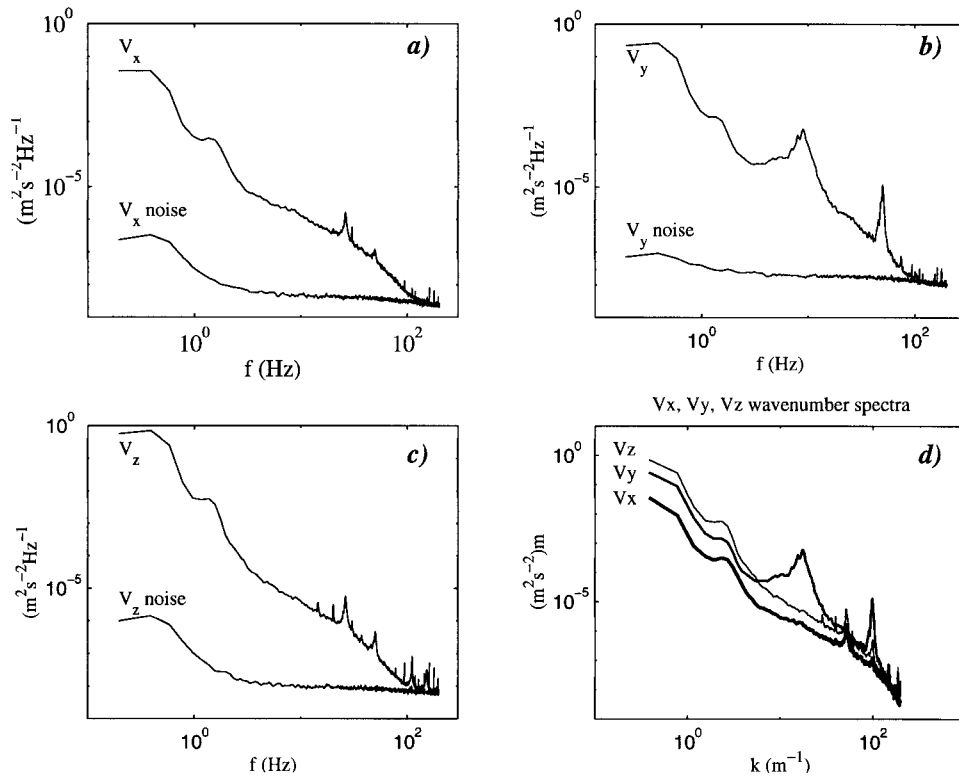 a)
10^0
V_x
10^-5
V_x noise
(m^2s^-2Hz^-1)
10^0
10^2
f (Hz)
b)
10^0
V_y
10^-5
V_y noise
(m^2s^-2Hz^-1)
10^0
10^2
f (Hz)
c)
10^0
V_z
10^-5
V_z noise
(m^2s^-2Hz^-1)
10^0
10^2
f (Hz)
Vx, Vy, Vz wavenumber spectra
d)
10^0
Vz
Vy
Vx
10^-5
(m^2s^-2)m
10^0
10^2
k (m^-1)